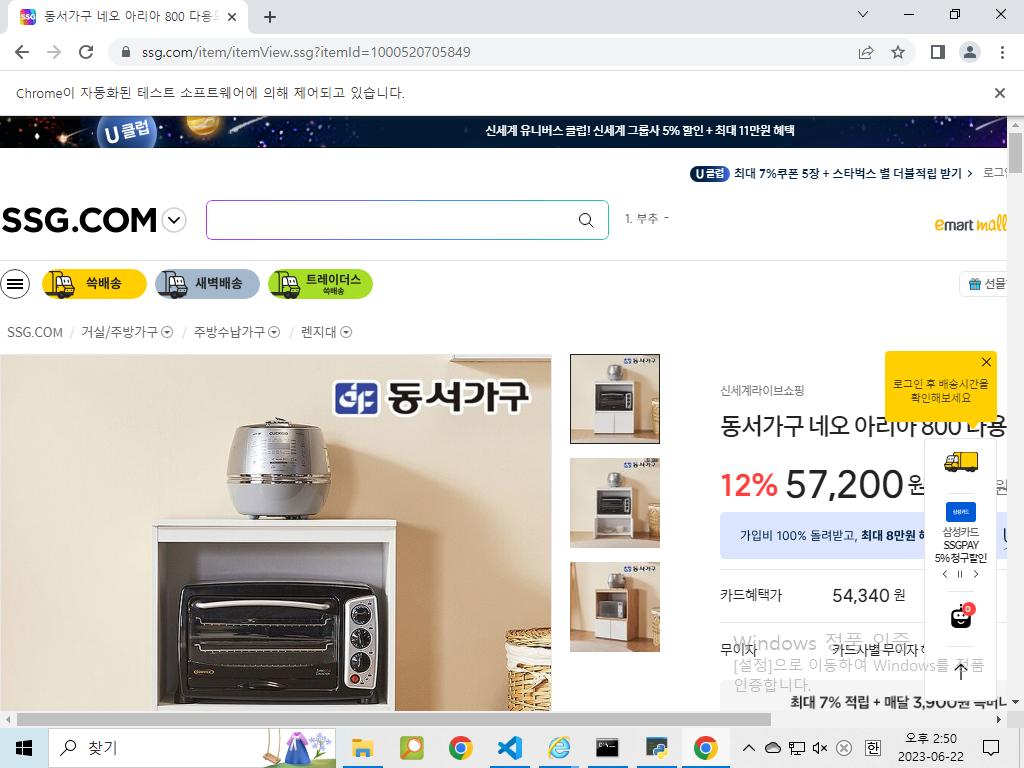 동서가구 네오 아리아 800 다용도
ssg.com/item/itemView.ssg?itemId=1000520705849
Chrome이 자동화된 테스트 소프트웨어에 의해 제어되고 있습니다.
U 클럽
신세계 유니버스 클럽! 신세계 그룹사 5% 할인 + 최대 11만원 혜택
U 클럽 최대 7%쿠폰 5장 + 스타벅스 별 더블적립 받기 > 로그인
SSG.COM
1. 부추 -
emart mall
쓱배송
새벽배송
트레이더스
쓱배송
선물
SSG.COM / 거실/주방가구 / 주방수납가구 / 렌지대
동서가구
CUCKOO
신세계라이브쇼핑
로그인 후 배송시간을
확인해보세요
동서가구 네오 아리아 800 다용
12% 57,200 원
가입비 100% 돌려받고, 최대 8만원 혜
삼성카드
삼성카드
SSGPAY
5% 청구할인
카드혜택가 54,340 원
0
무이자 카드사별 무이자
Windows 정품 인증
[설정]으로 이동하여 Windows를 정품
인증합니다.
최대 7% 적립 + 매달 3,900원 쓱머니
찾기
한
오후 2:50
2023-06-22